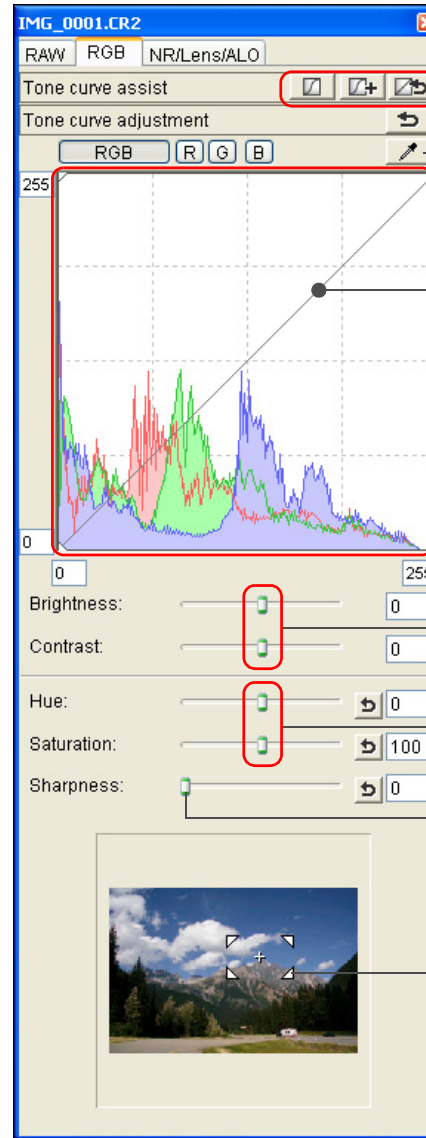 IMG_0001.CR2
RAW RGB NR/Lens/ALO
Tone curve assist
Tone curve adjustment
RGB R G B
255
0
0 255
Brightness: 0
Contrast: 0
Hue: 0
Saturation: 100
Sharpness: 0